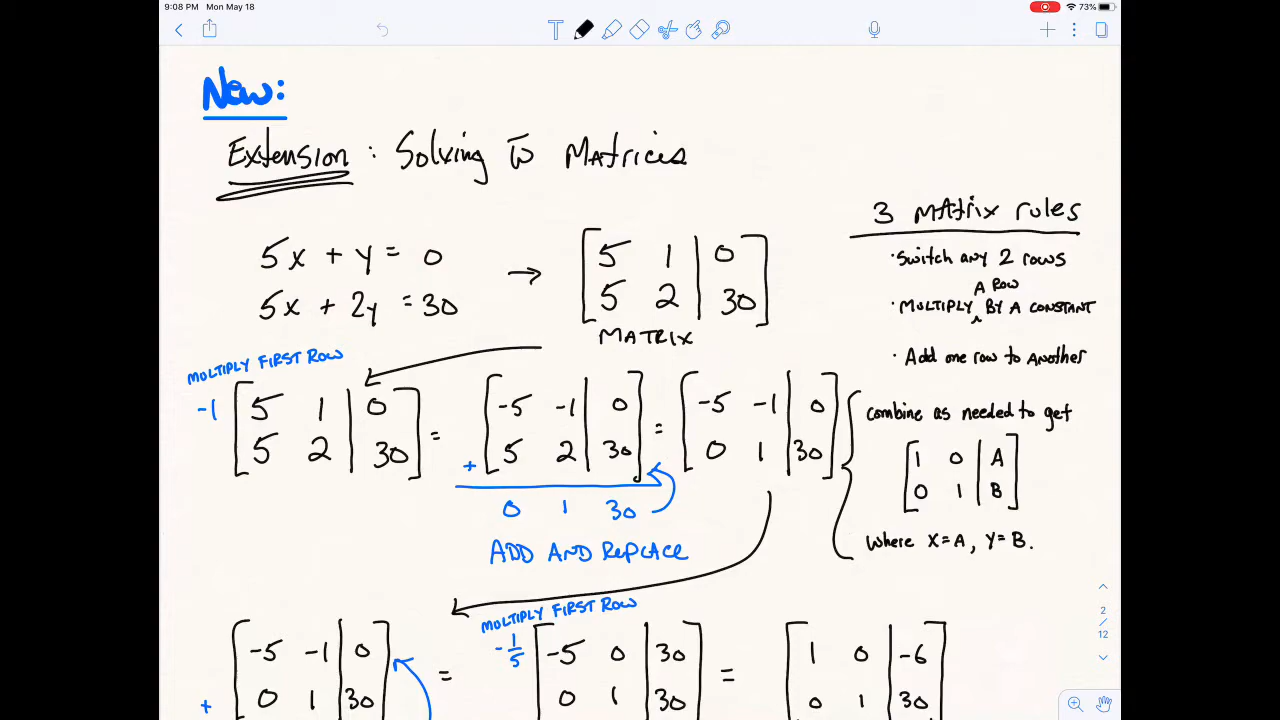 9:08 PM Mon May 18
73%
New:
Extension: Solving w Matrices
3 Matrix rules
5x + y = 0
5x + 2y = 30
→
[5 1 | 0]
[5 2 | 30]
MATRIX
· Switch any 2 rows
· MULTIPLY A ROW BY A CONSTANT
· Add one row to Another
MULTIPLY FIRST ROW
-1 [5 1 | 0]
[5 2 | 30]
=
[-5 -1 | 0]
+ [5 2 | 30]
0 1 30
ADD AND RePLACE
=
[-5 -1 | 0]
[0 1 | 30]
combine as needed to get
[1 0 | A]
[0 1 | B]
where x=A, y=B.
[-5 -1 | 0]
+ [0 1 | 30]
=
MULTIPLY FIRST ROW
-1/5 [-5 0 | 30]
[0 1 | 30]
=
[1 0 | -6]
[0 1 | 30]
2
/
12